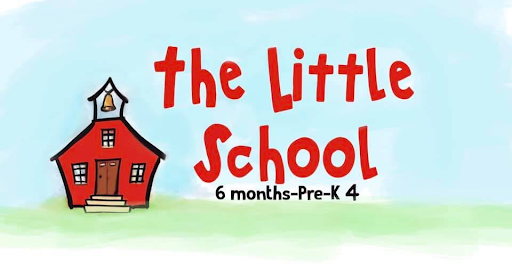 the Little
School
6 months-Pre-K 4